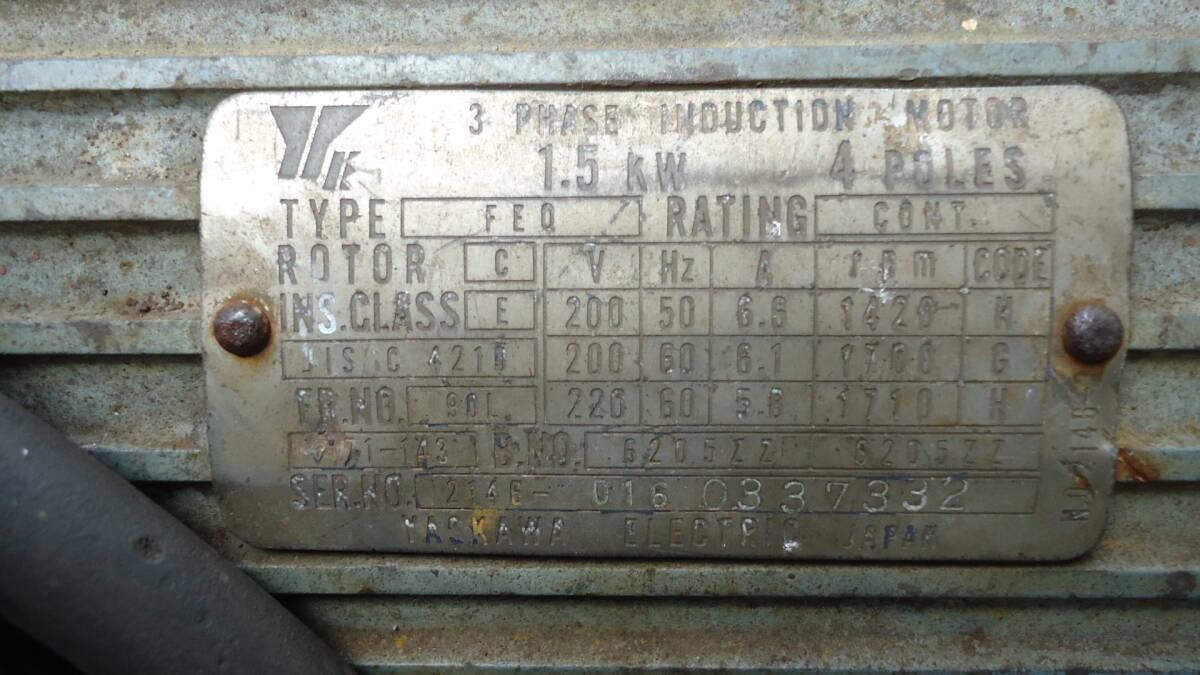 YK
3 PHASE INDUCTION MOTOR
1.5 KW 4 POLES
TYPE FEQ RATING CONT.
ROTOR C V Hz A rpm CODE
INS.CLASS E 200 50 6.6 1420 H
JIS C 4210 200 60 6.1 1700 G
FR.NO. 90L 220 60 5.8 1710 H
B.NO. 6205ZZ 6205ZZ
SER.NO. 016 0337332
YASKAWA ELECTRIC JAPAN